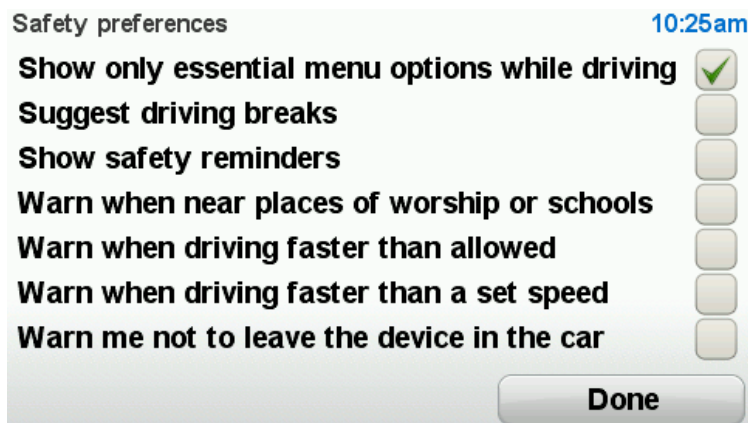 Safety preferences 10:25am
Show only essential menu options while driving
Suggest driving breaks
Show safety reminders
Warn when near places of worship or schools
Warn when driving faster than allowed
Warn when driving faster than a set speed
Warn me not to leave the device in the car
Done